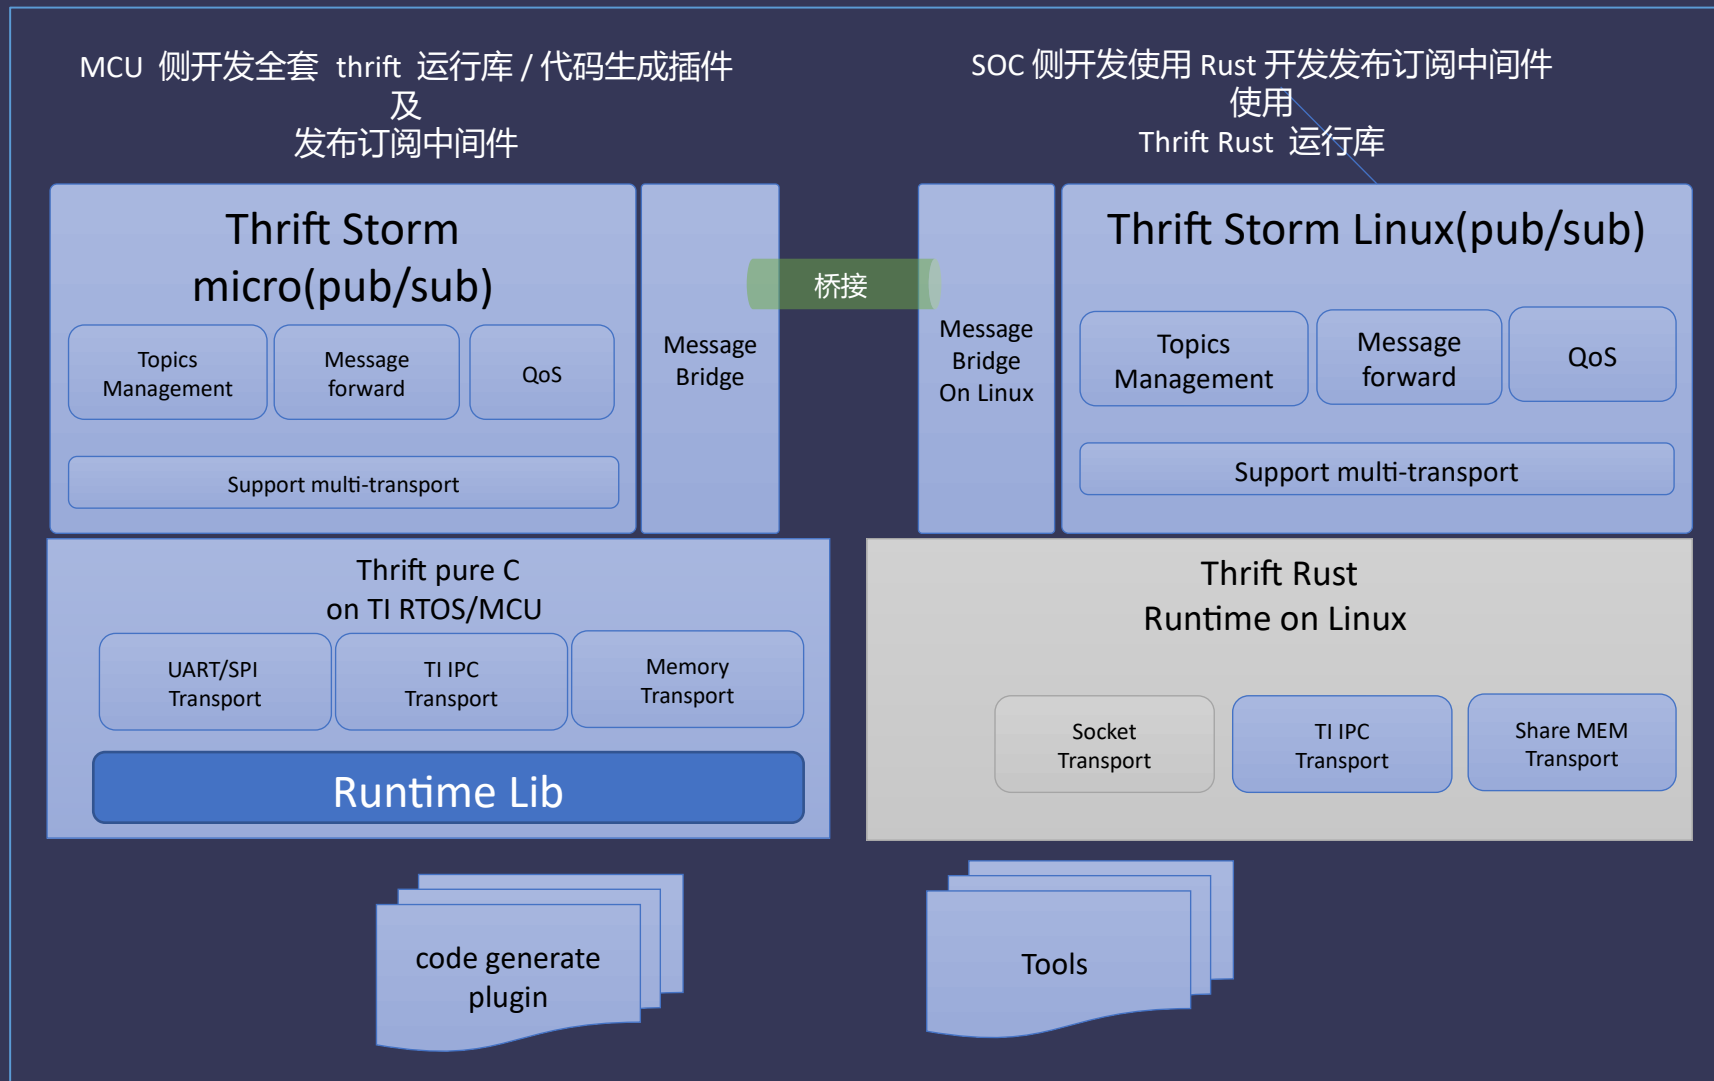 MCU 侧开发全套 thrift 运行库 / 代码生成插件
及
发布订阅中间件
SOC 侧开发使用 Rust 开发发布订阅中间件
使用
Thrift Rust 运行库
Thrift Storm
micro(pub/sub)
Topics
Management
Message
forward
QoS
Support multi-transport
Message
Bridge
桥接
Message
Bridge
On Linux
Thrift Storm Linux(pub/sub)
Topics
Management
Message
forward
QoS
Support multi-transport
Thrift pure C
on TI RTOS/MCU
UART/SPI
Transport
TI IPC
Transport
Memory
Transport
Runtime Lib
Thrift Rust
Runtime on Linux
Socket
Transport
TI IPC
Transport
Share MEM
Transport
code generate
plugin
Tools